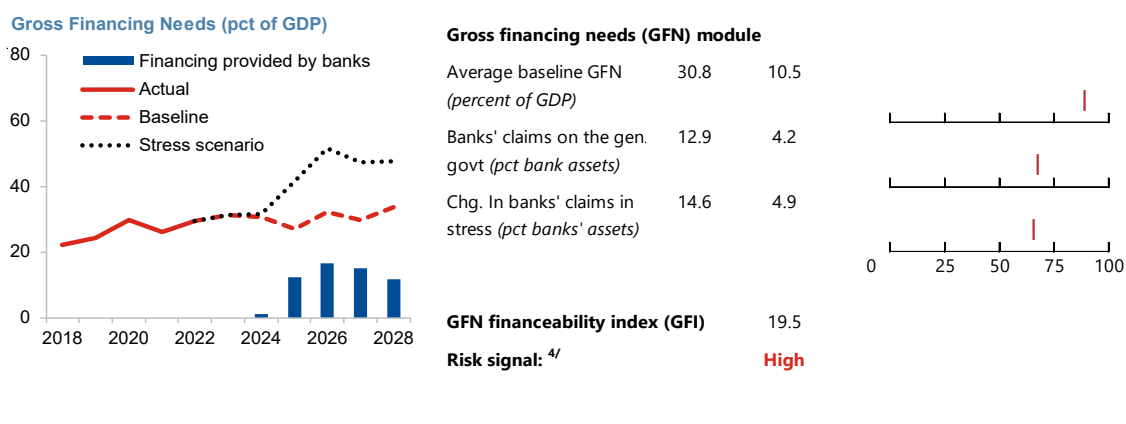 Gross Financing Needs (pct of GDP)
80
60
40
20
0
Financing provided by banks
Actual
Baseline
Stress scenario
2018 2020 2022 2024 2026 2028
Gross financing needs (GFN) module
Average baseline GFN 30.8 10.5
(percent of GDP)
Banks' claims on the gen. 12.9 4.2
govt (pct bank assets)
Chg. In banks' claims in 14.6 4.9
stress (pct banks' assets)
0 25 50 75 100
GFN financeability index (GFI) 19.5
Risk signal: 4/ High